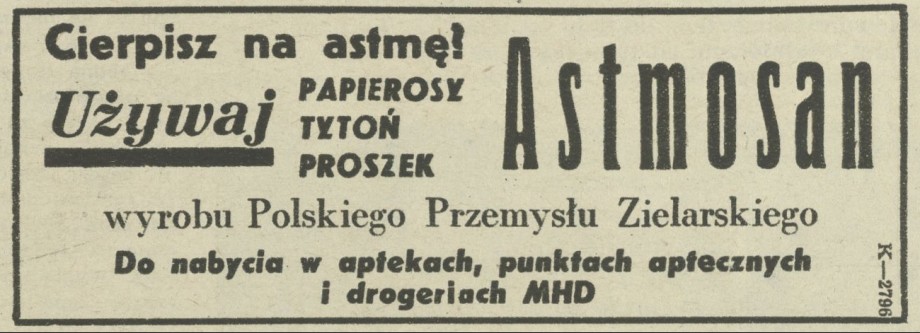 Cierpisz na astmę?
Używaj
PAPIEROSY
TYTOŃ
PROSZEK
Astmosan
wyrobu Polskiego Przemysłu Zielarskiego
Do nabycia w aptekach, punktach aptecznych
i drogeriach MHD
K—2796